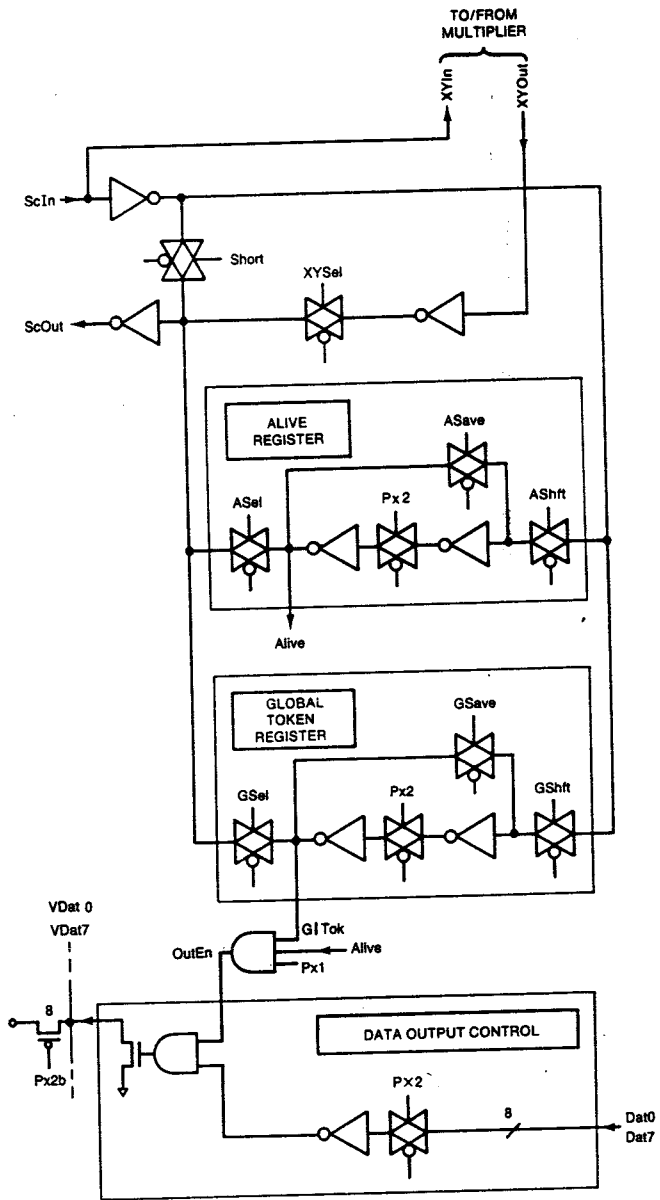 TO/FROM
MULTIPLIER
XYIn
XYOut
ScIn
Short
XYSel
ScOut
ALIVE
REGISTER
ASave
ASel
Px2
AShft
Alive
GLOBAL
TOKEN
REGISTER
GSave
GSel
Px2
GShft
VDat 0
VDat7
GlTok
OutEn
Alive
Px1
8
DATA OUTPUT CONTROL
Px2b
Px2
8
Dat0
Dat7